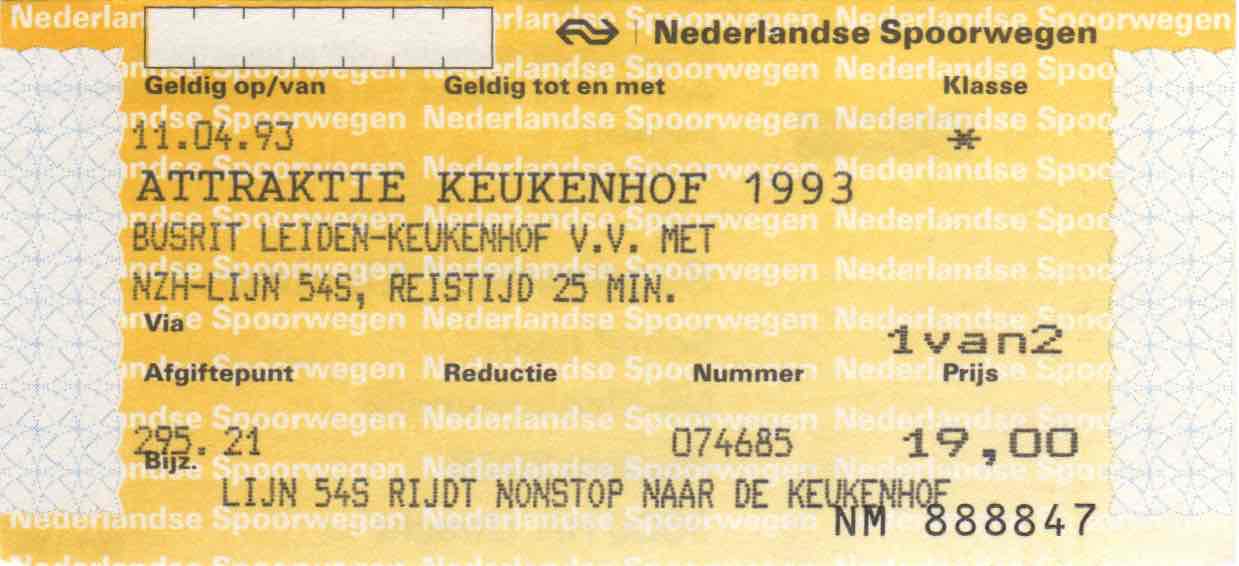 Nederlandse Spoorwegen
Geldig op/van Geldig tot en met Klasse
11.04.93 *
ATTRAKTIE KEUKENHOF 1993
BUSRIT LEIDEN-KEUKENHOF V.V. MET
NZH-LIJN 54S, REISTIJD 25 MIN.
Via
1van2
Afgiftepunt Reductie Nummer Prijs
295.21 074685 19,00
Bijz.
LIJN 54S RIJDT NONSTOP NAAR DE KEUKENHOF
NM 888847